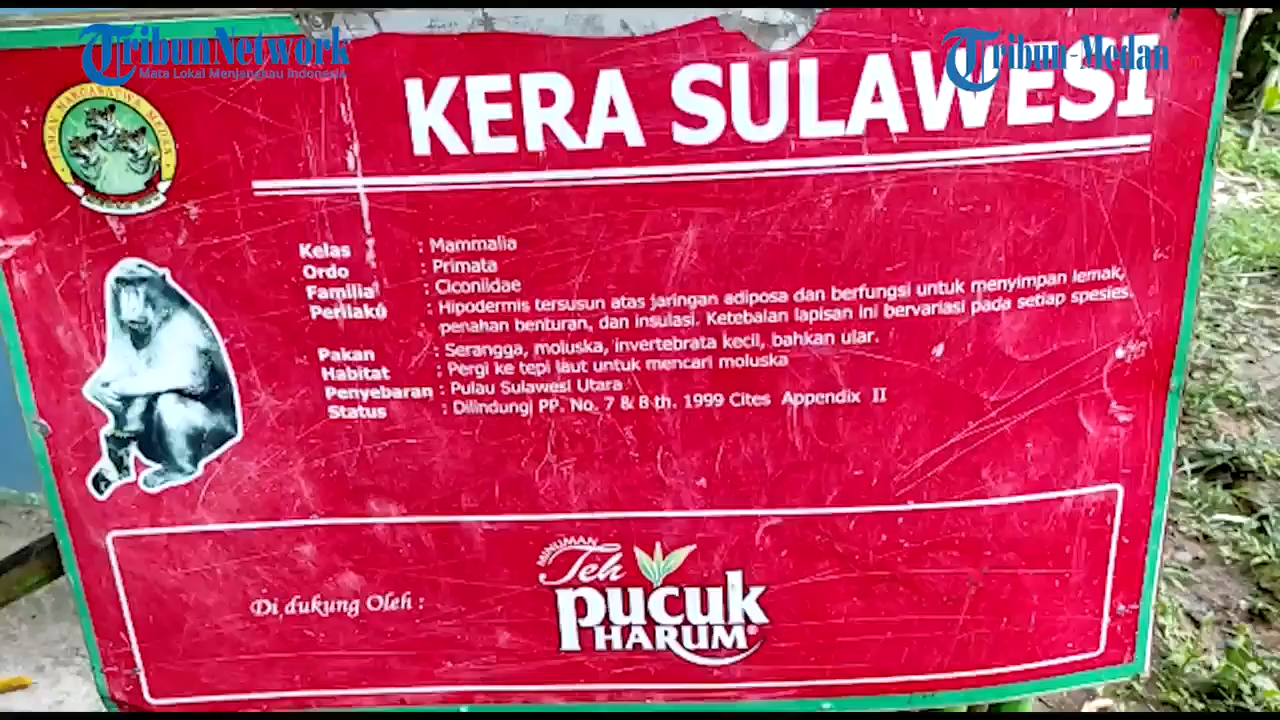 TribunNetwork
Mata Lokal Menjangkau Indonesia
Tribun-Medan
TAMAN MARGASATWA MEDAN
KERA SULAWESI
Kelas : Mammalia
Ordo : Primata
Familia : Ciconiidae
Perilaku : Hipodermis tersusun atas jaringan adiposa dan berfungsi untuk menyimpan lemak,
penahan benturan, dan insulasi. Ketebalan lapisan ini bervariasi pada setiap spesies.
Pakan : Serangga, moluska, invertebrata kecil, bahkan ular.
Habitat : Pergi ke tepi laut untuk mencari moluska
Penyebaran : Pulau Sulawesi Utara
Status : Dilindungi PP. No. 7 & 8 th. 1999 Cites Appendix II
Di dukung Oleh :
MINUMAN
Teh
pucuk
HARUM®